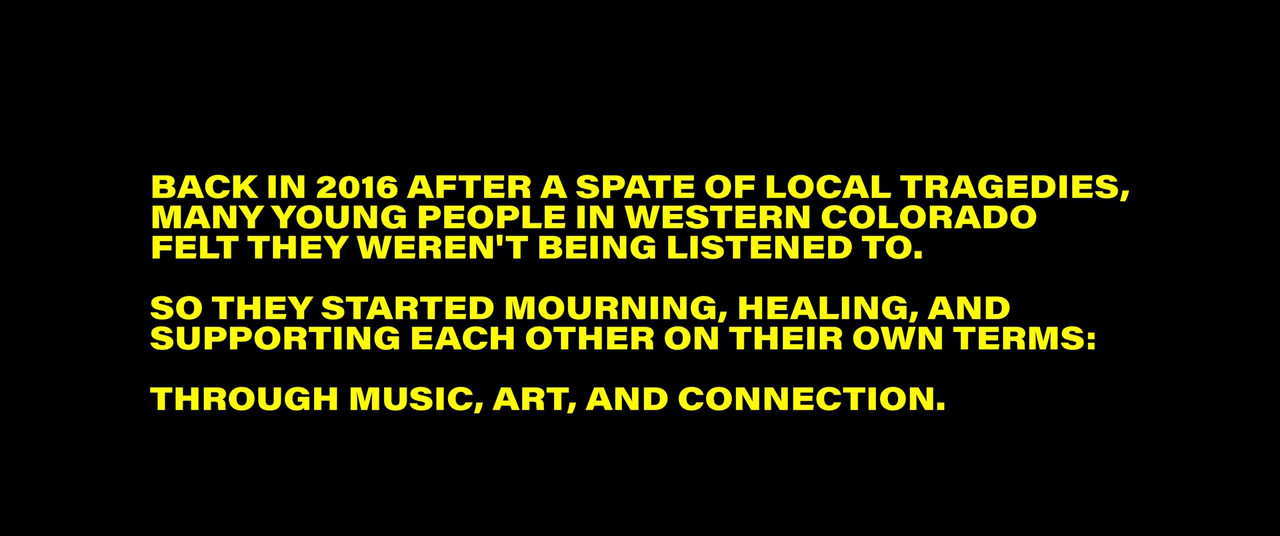 BACK IN 2016 AFTER A SPATE OF LOCAL TRAGEDIES,
MANY YOUNG PEOPLE IN WESTERN COLORADO
FELT THEY WEREN'T BEING LISTENED TO.
SO THEY STARTED MOURNING, HEALING, AND
SUPPORTING EACH OTHER ON THEIR OWN TERMS:
THROUGH MUSIC, ART, AND CONNECTION.